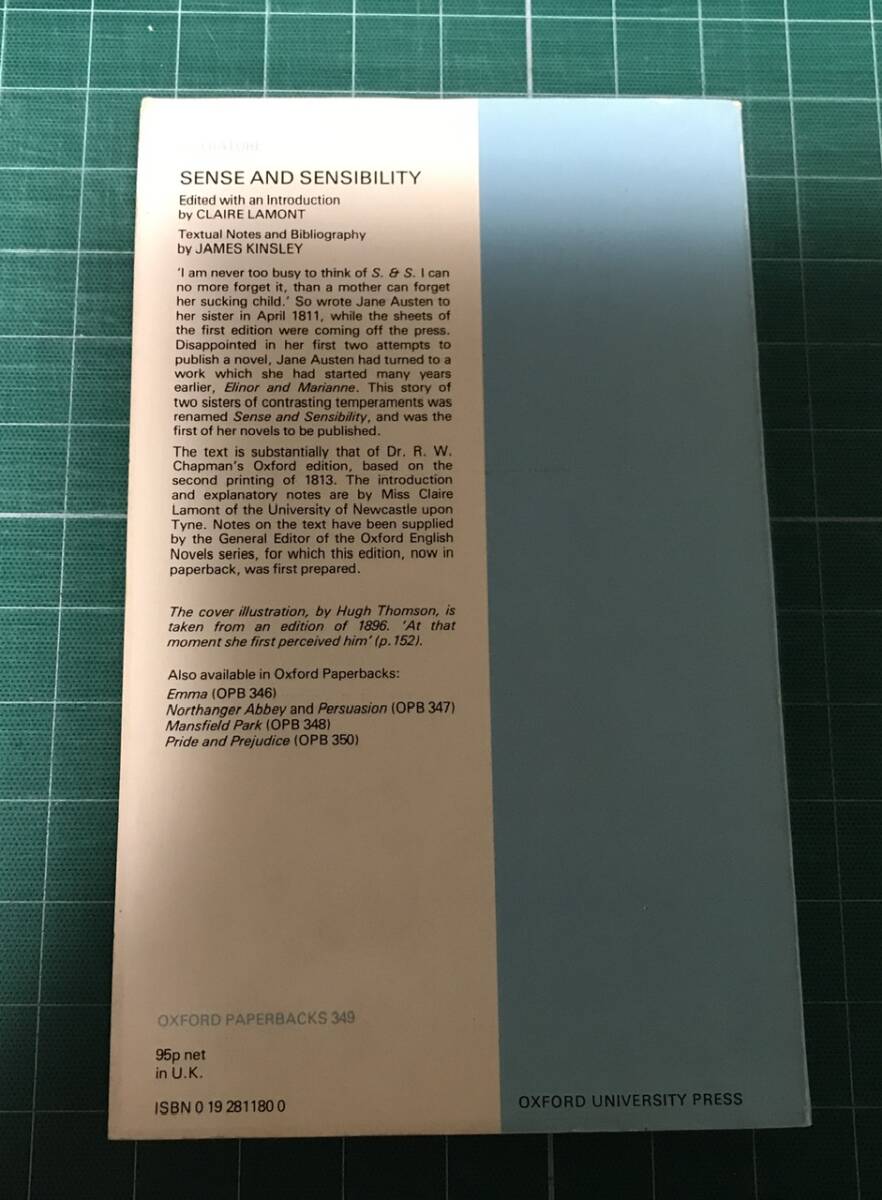 SENSE AND SENSIBILITY
Edited with an Introduction
by CLAIRE LAMONT
Textual Notes and Bibliography
by JAMES KINSLEY
'I am never too busy to think of S. & S. I can
no more forget it, than a mother can forget
her sucking child.' So wrote Jane Austen to
her sister in April 1811, while the sheets of
the first edition were coming off the press.
Disappointed in her first two attempts to
publish a novel, Jane Austen had turned to a
work which she had started many years
earlier, Elinor and Marianne. This story of
two sisters of contrasting temperaments was
renamed Sense and Sensibility, and was the
first of her novels to be published.
The text is substantially that of Dr. R. W.
Chapman's Oxford edition, based on the
second printing of 1813. The introduction
and explanatory notes are by Miss Claire
Lamont of the University of Newcastle upon
Tyne. Notes on the text have been supplied
by the General Editor of the Oxford English
Novels series, for which this edition, now in
paperback, was first prepared.
The cover illustration, by Hugh Thomson, is
taken from an edition of 1896. 'At that
moment she first perceived him' (p. 152).
Also available in Oxford Paperbacks:
Emma (OPB 346)
Northanger Abbey and Persuasion (OPB 347)
Mansfield Park (OPB 348)
Pride and Prejudice (OPB 350)
OXFORD PAPERBACKS 349
95p net
in U.K.
ISBN 0 19 281180 0
OXFORD UNIVERSITY PRESS